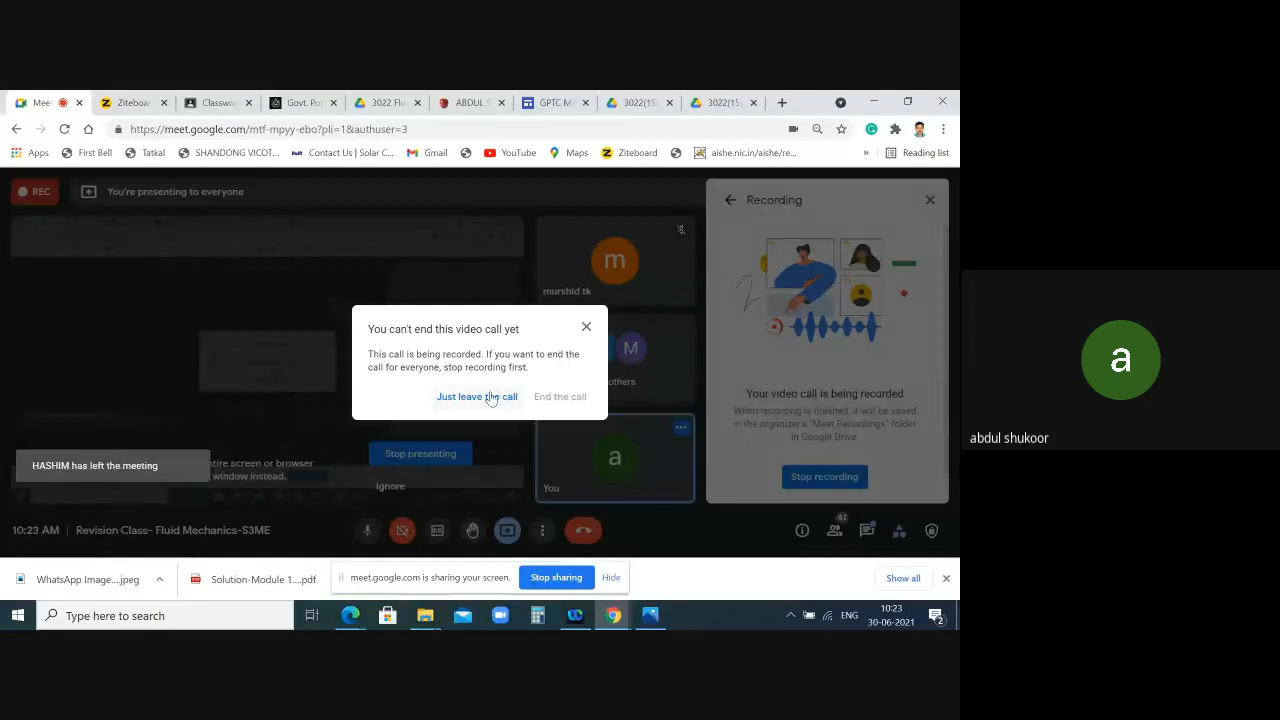 Mee
Ziteboar
Classwo
Govt. Po
3022 Flu
ABDUL S
GPTC M
3022(15
3022(15
https://meet.google.com/mtf-mpyy-ebo?pli=1&authuser=3
Apps
First Bell
Tatkal
SHANDONG VICOT...
Contact Us | Solar C...
Gmail
YouTube
Maps
Ziteboard
aishe.nic.in/aishe/re...
»
Reading list
REC
You're presenting to everyone
Recording
m
murshid tk
M
others
You can't end this video call yet
This call is being recorded. If you want to end the
call for everyone, stop recording first.
Just leave the call
End the call
Your video call is being recorded
When recording is finished, it will be saved
in the organizer's "Meet Recordings" folder
in Google Drive
Stop recording
HASHIM has left the meeting
tire screen or browser
window instead.
Stop presenting
Ignore
a
You
10:23 AM | Revision Class- Fluid Mechanics-S3ME
WhatsApp Image....jpeg
Solution-Module 1....pdf
meet.google.com is sharing your screen.
Stop sharing
Hide
Show all
Type here to search
ENG
10:23
30-06-2021
2
a
abdul shukoor